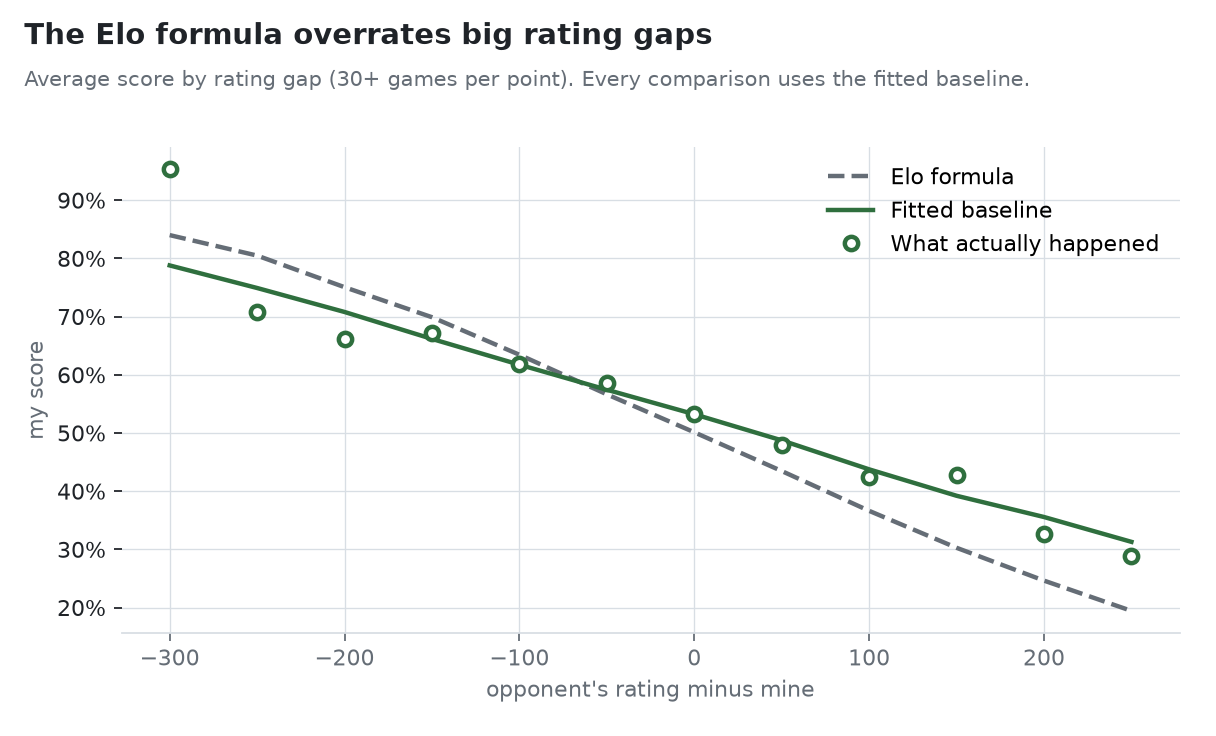 The Elo formula overrates big rating gaps
Average score by rating gap (30+ games per point). Every comparison uses the fitted baseline.
Elo formula
Fitted baseline
What actually happened
90%
80%
70%
60%
50%
40%
30%
20%
my score
−300
−200
−100
0
100
200
opponent's rating minus mine